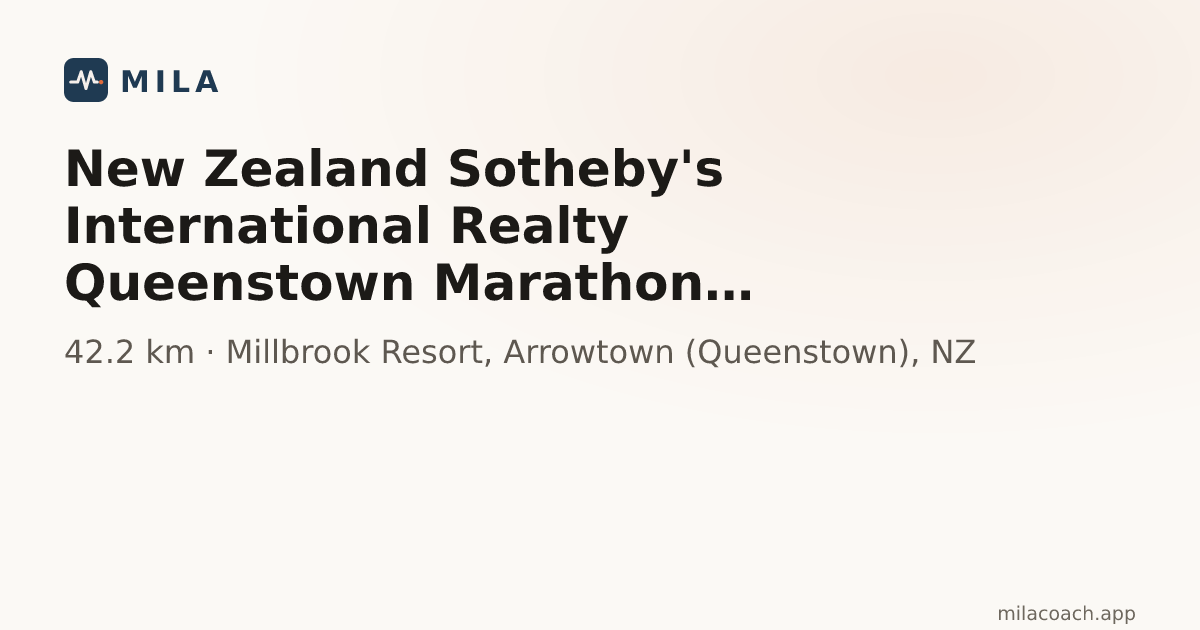 MILA
New Zealand Sotheby's
International Realty
Queenstown Marathon…
42.2 km · Millbrook Resort, Arrowtown (Queenstown), NZ
milacoach.app